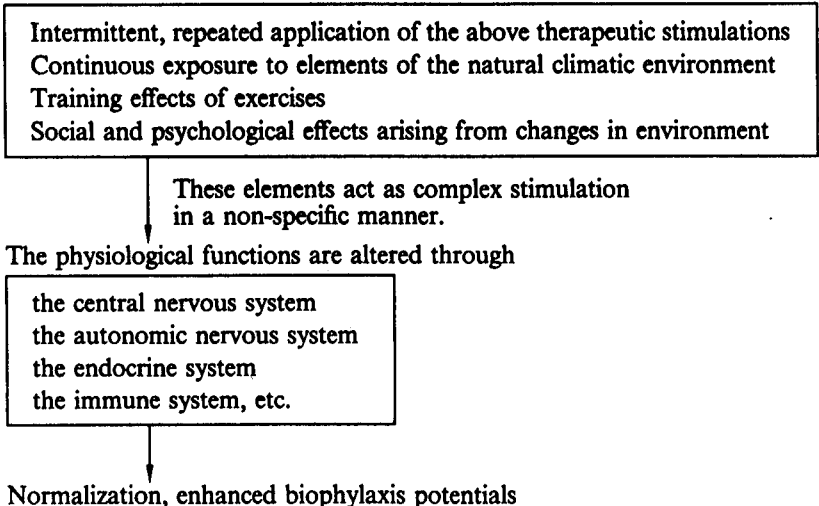 Intermittent, repeated application of the above therapeutic stimulations
Continuous exposure to elements of the natural climatic environment
Training effects of exercises
Social and psychological effects arising from changes in environment
These elements act as complex stimulation
in a non-specific manner.
The physiological functions are altered through
the central nervous system
the autonomic nervous system
the endocrine system
the immune system, etc.
Normalization, enhanced biophylaxis potentials